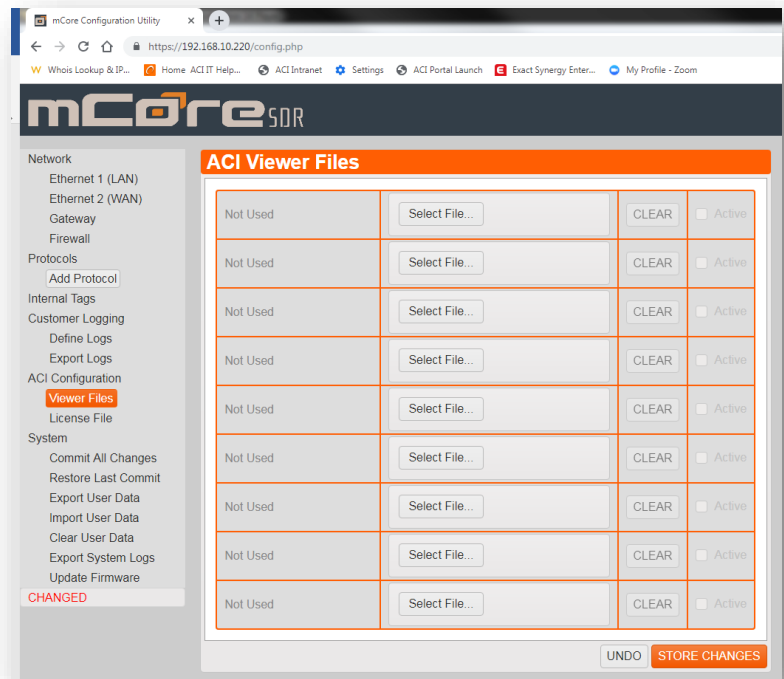 mCore Configuration Utility
https://192.168.10.220/config.php
Whois Lookup & IP...
Home ACI IT Help...
ACI Intranet
Settings
ACI Portal Launch
Exact Synergy Enter...
My Profile - Zoom
mCore SDR
Network
Ethernet 1 (LAN)
Ethernet 2 (WAN)
Gateway
Firewall
Protocols
Add Protocol
Internal Tags
Customer Logging
Define Logs
Export Logs
ACI Configuration
Viewer Files
License File
System
Commit All Changes
Restore Last Commit
Export User Data
Import User Data
Clear User Data
Export System Logs
Update Firmware
CHANGED
ACI Viewer Files
Not Used Select File... CLEAR Active
Not Used Select File... CLEAR Active
Not Used Select File... CLEAR Active
Not Used Select File... CLEAR Active
Not Used Select File... CLEAR Active
Not Used Select File... CLEAR Active
Not Used Select File... CLEAR Active
Not Used Select File... CLEAR Active
Not Used Select File... CLEAR Active
UNDO STORE CHANGES